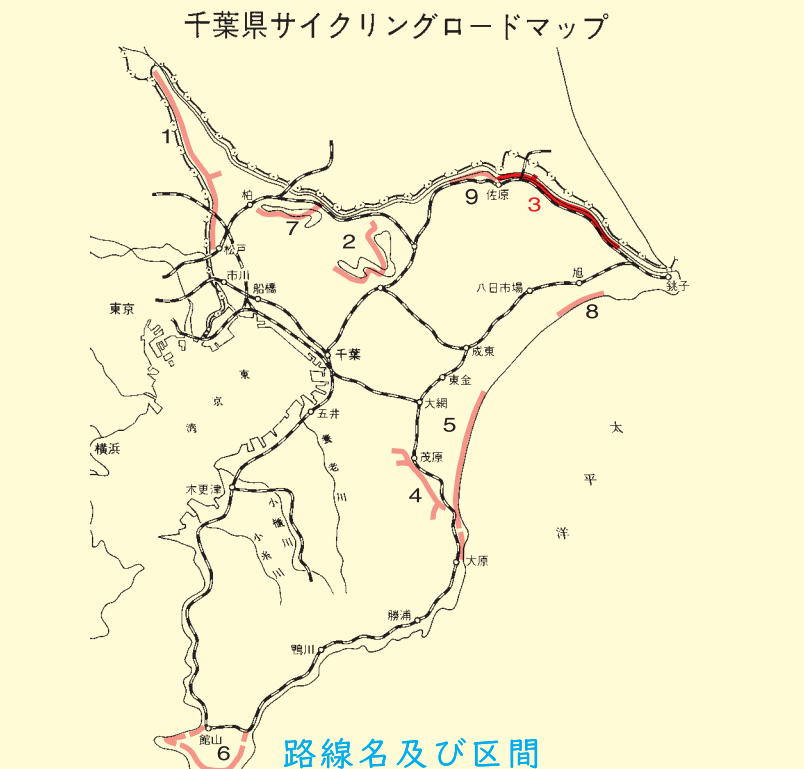 千葉県サイクリングロードマップ
1
柏
7
2
9
佐原
3
松戸
市川
船橋
東京
八日市場
旭
銚子
8
千葉
成東
東金
東京湾
大網
五井
5
養老川
太平洋
横浜
茂原
木更津
4
小櫃川
小糸川
大原
勝浦
鴨川
館山
6
路線名及び区間